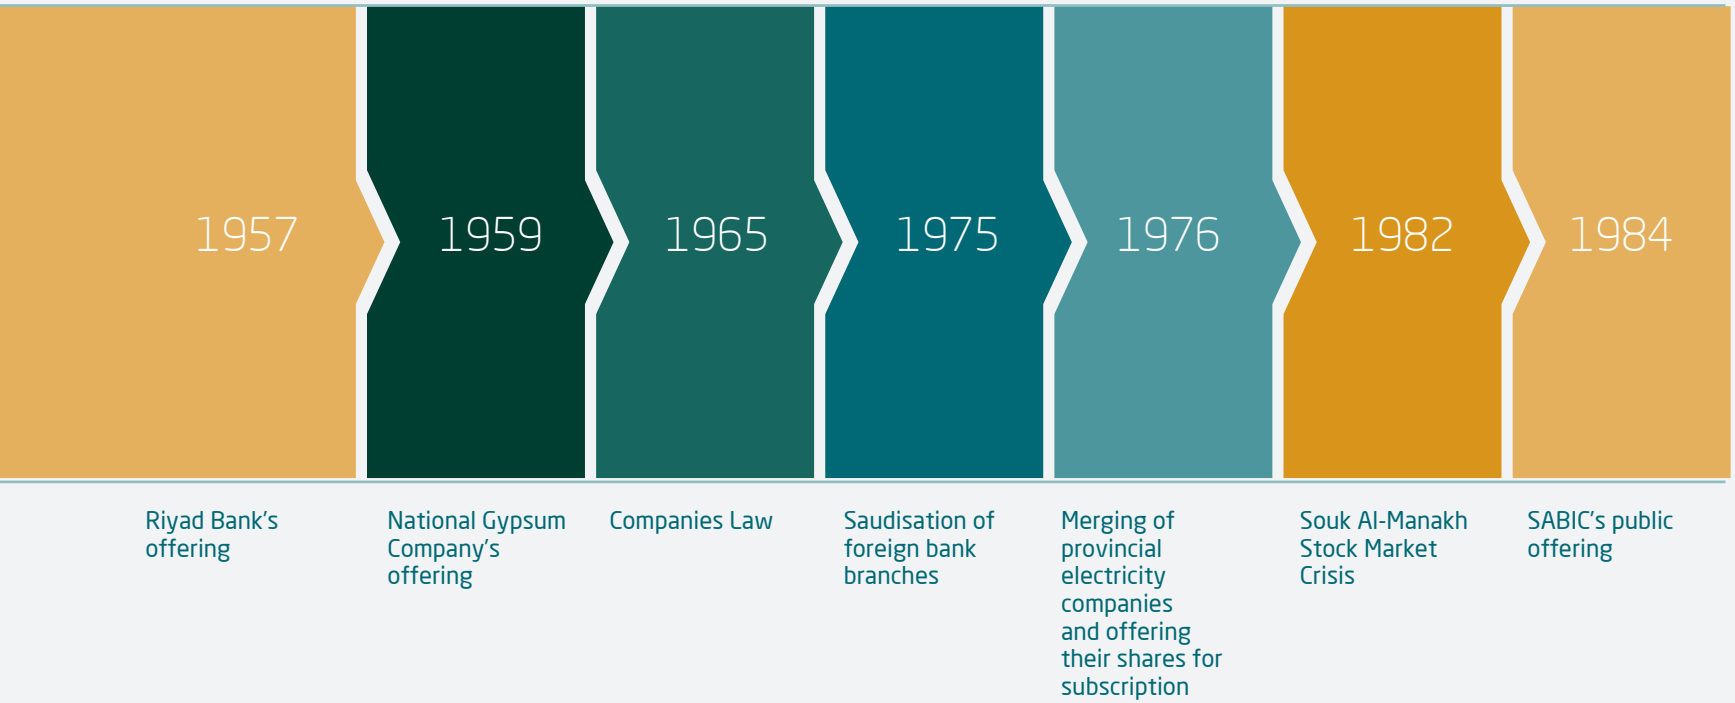 1957
1959
1965
1975
1976
1982
1984
Riyad Bank's
offering
National Gypsum
Company's
offering
Companies Law
Saudisation of
foreign bank
branches
Merging of
provincial
electricity
companies
and offering
their shares for
subscription
Souk Al-Manakh
Stock Market
Crisis
SABIC's public
offering